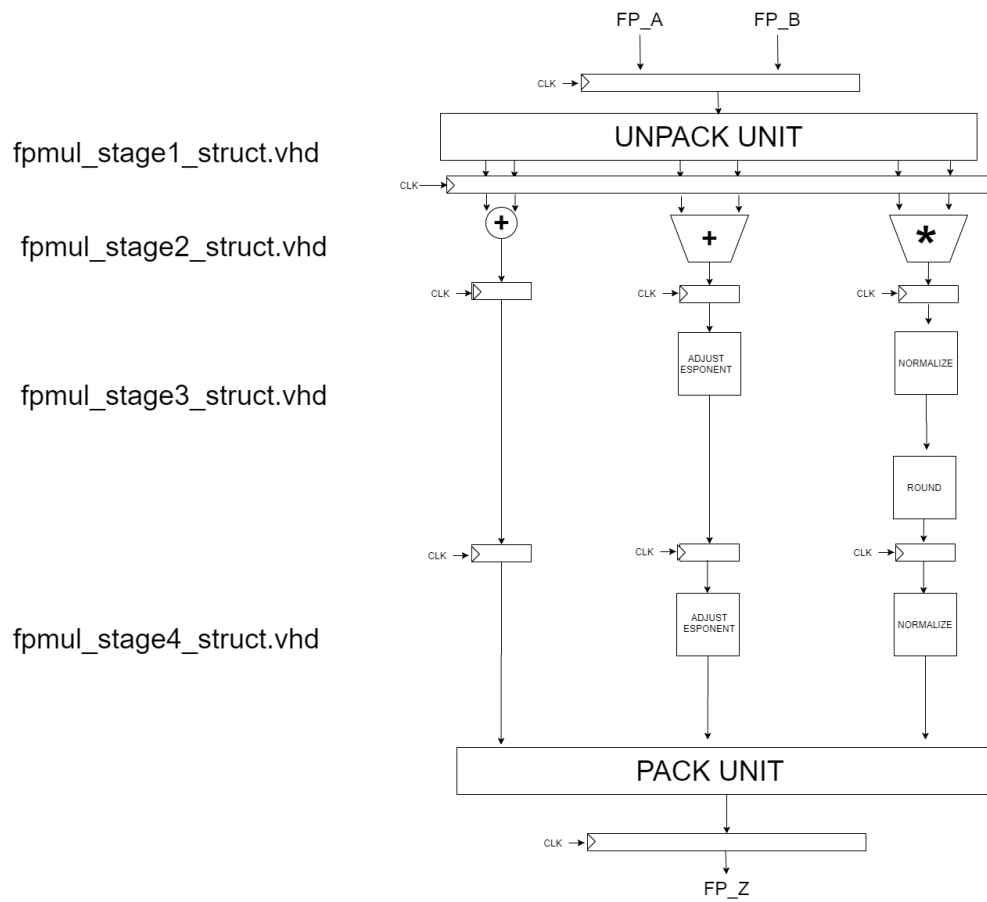 FP_A FP_B
CLK
UNPACK UNIT
fpmul_stage1_struct.vhd
CLK
+ + *
fpmul_stage2_struct.vhd
CLK CLK CLK
ADJUST
ESPONENT
NORMALIZE
fpmul_stage3_struct.vhd
ROUND
CLK CLK CLK
ADJUST
ESPONENT
NORMALIZE
fpmul_stage4_struct.vhd
PACK UNIT
CLK
FP_Z